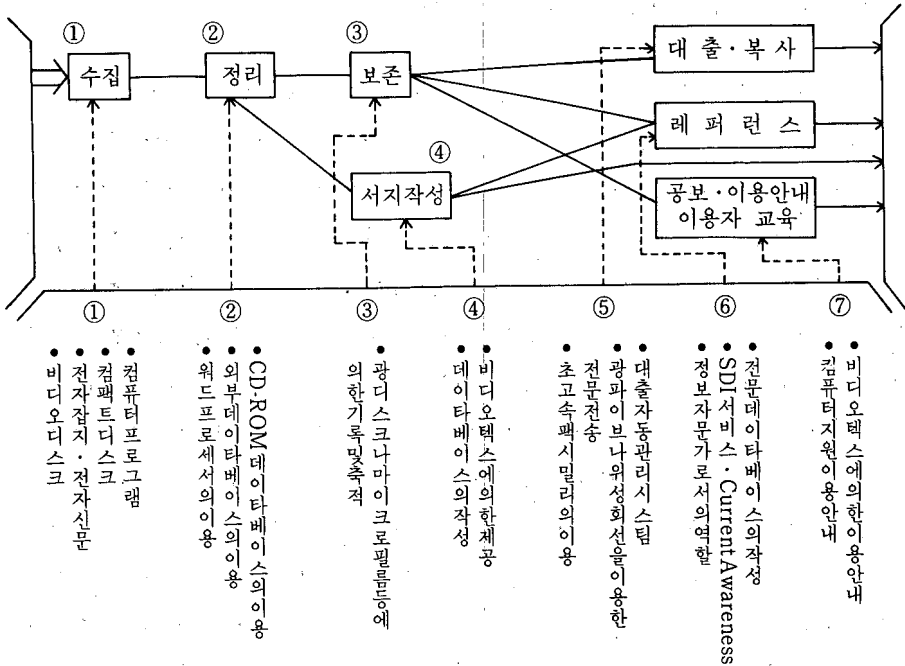 ①
수집
②
정리
③
보존
④
서지작성
대출·복사
레퍼런스
공보·이용안내
이용자 교육
①
②
③
④
⑤
⑥
⑦
• 컴퓨터프로그램
• 컴팩트디스크
• 전자잡지·전자신문
• 비디오디스크
• CD-ROM데이타베이스의이용
• 외부데이타베이스의이용
• 워드프로세서의이용
• 광디스크나마이크로필름등에
의한기록및축적
• 비디오텍스에의한제공
• 데이타베이스의작성
• 대출자동관리시스팀
• 광파이브나위성회선을이용한
전문전송
• 초고속팩시밀리의이용
• 전문데이타베이스의작성
• SDI서비스·Current Awareness
• 정보자문가로서의역할
• 비디오텍스에의한이용안내
• 컴퓨터지원이용안내